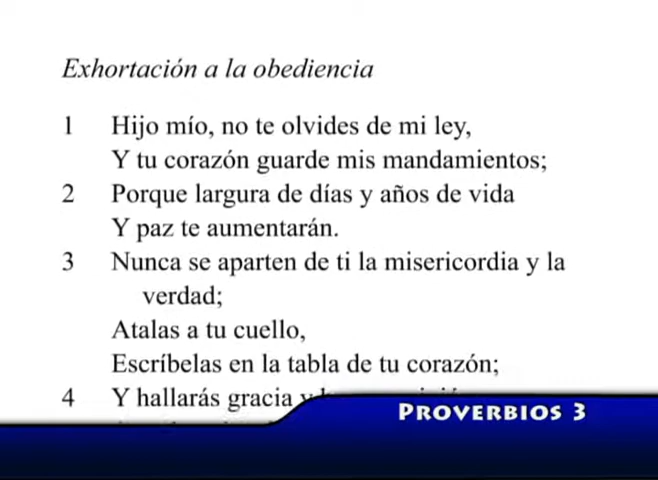 Exhortación a la obediencia
1 Hijo mío, no te olvides de mi ley,
Y tu corazón guarde mis mandamientos;
2 Porque largura de días y años de vida
Y paz te aumentarán.
3 Nunca se aparten de ti la misericordia y la
verdad;
Atalas a tu cuello,
Escríbelas en la tabla de tu corazón;
4 Y hallarás gracia y
PROVERBIOS 3